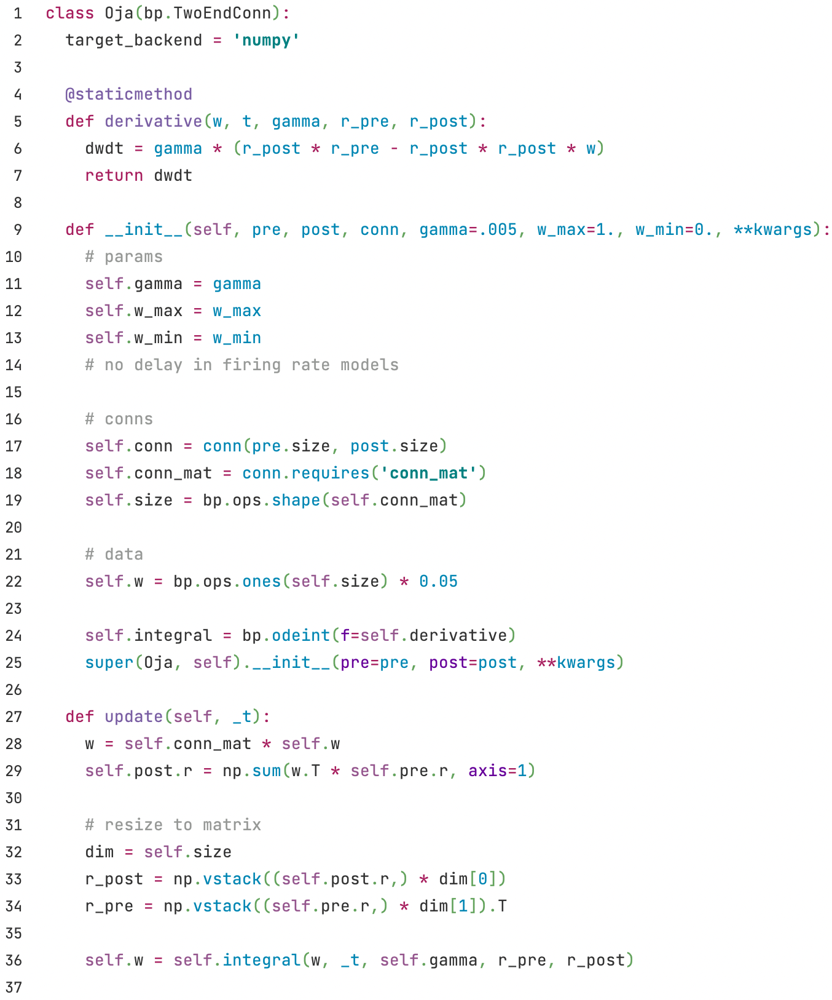 1 class Oja(bp.TwoEndConn):
2   target_backend = 'numpy'
3
4   @staticmethod
5   def derivative(w, t, gamma, r_pre, r_post):
6     dwdt = gamma * (r_post * r_pre - r_post * r_post * w)
7     return dwdt
8
9   def __init__(self, pre, post, conn, gamma=.005, w_max=1., w_min=0., **kwargs):
10     # params
11     self.gamma = gamma
12     self.w_max = w_max
13     self.w_min = w_min
14     # no delay in firing rate models
15
16     # conns
17     self.conn = conn(pre.size, post.size)
18     self.conn_mat = conn.requires('conn_mat')
19     self.size = bp.ops.shape(self.conn_mat)
20
21     # data
22     self.w = bp.ops.ones(self.size) * 0.05
23
24     self.integral = bp.odeint(f=self.derivative)
25     super(Oja, self).__init__(pre=pre, post=post, **kwargs)
26
27   def update(self, _t):
28     w = self.conn_mat * self.w
29     self.post.r = np.sum(w.T * self.pre.r, axis=1)
30
31     # resize to matrix
32     dim = self.size
33     r_post = np.vstack((self.post.r,) * dim[0])
34     r_pre = np.vstack((self.pre.r,) * dim[1]).T
35
36     self.w = self.integral(w, _t, self.gamma, r_pre, r_post)
37